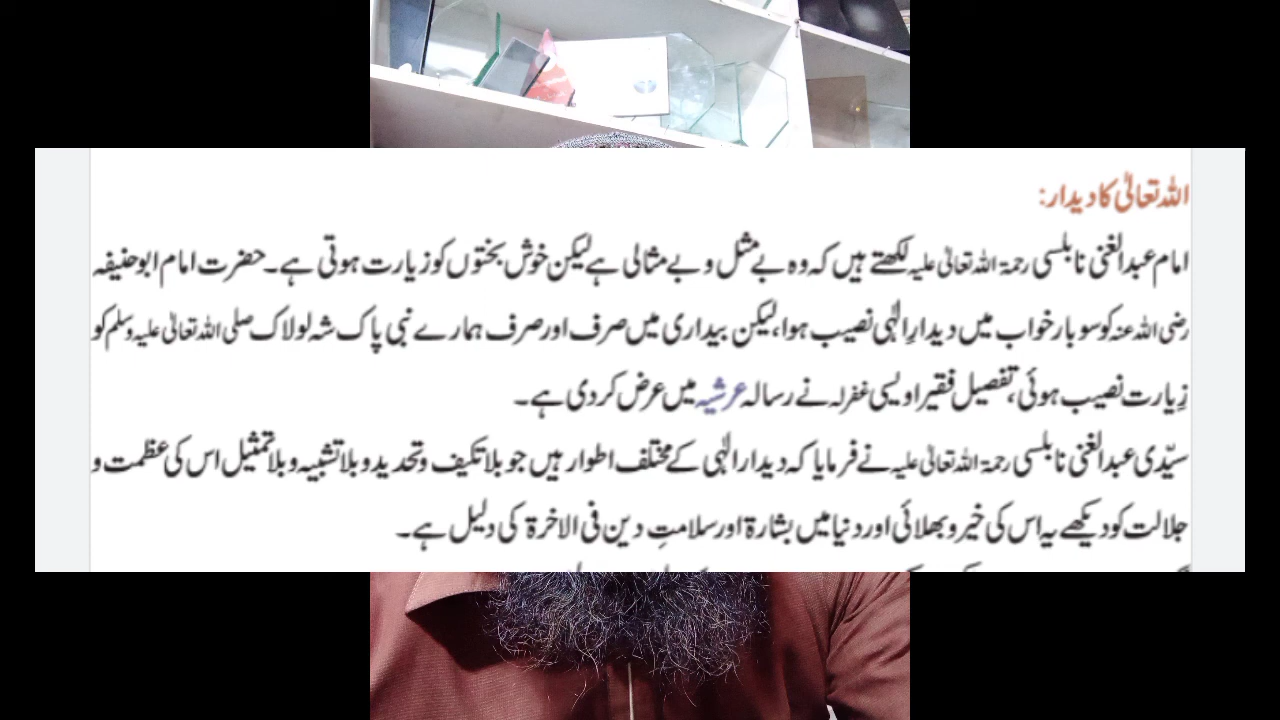 اللہ تعالیٰ کا دیدار:
امام عبدالغنی نابلسی رحمۃ اللہ تعالیٰ علیہ لکھتے ہیں کہ وہ بے مثل و بے مثالی ہے لیکن خوش بختوں کو زیارت ہوتی ہے۔ حضرت امام ابو حنیفہ
رضی اللہ عنہ کو سو بار خواب میں دیدارِ الٰہی نصیب ہوا، لیکن بیداری میں صرف اور صرف ہمارے نبی پاک شہ لولاک صلی اللہ تعالیٰ علیہ وسلم کو
زِیارت نصیب ہوئی، تفصیل فقیر اویسی غفرلہ نے رسالہ عرشیہ میں عرض کر دی ہے۔
سیّدی عبدالغنی نابلسی رحمۃ اللہ تعالیٰ علیہ نے فرمایا کہ دیدار الٰہی کے مختلف اطوار ہیں جو بلا تکیف و تحدید و بلا تشبیہ و بلا تمثیل اس کی عظمت و
جلالت کو دیکھے یہ اس کی خیر و بھلائی اور دنیا میں بشارۃ اور سلامتِ دین فی الاخرۃ کی دلیل ہے۔